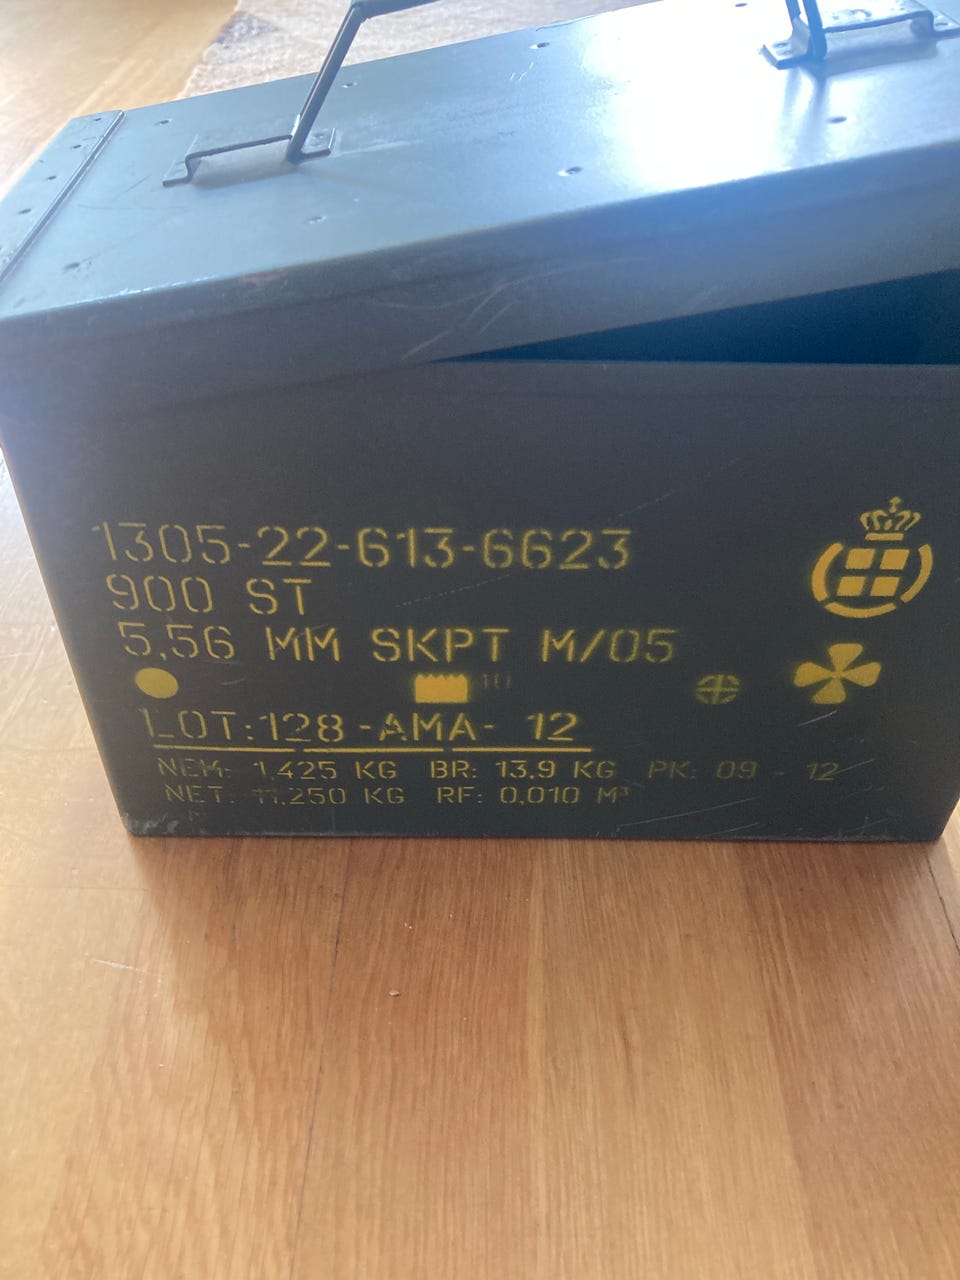 1305-22-613-6623
900 ST
5,56 MM SKPT M/05
10
LOT:128-AMA- 12
NEM: 1,425 KG BR: 13,9 KG PK: 09 - 12
NET: 11,250 KG RF: 0,010 M³